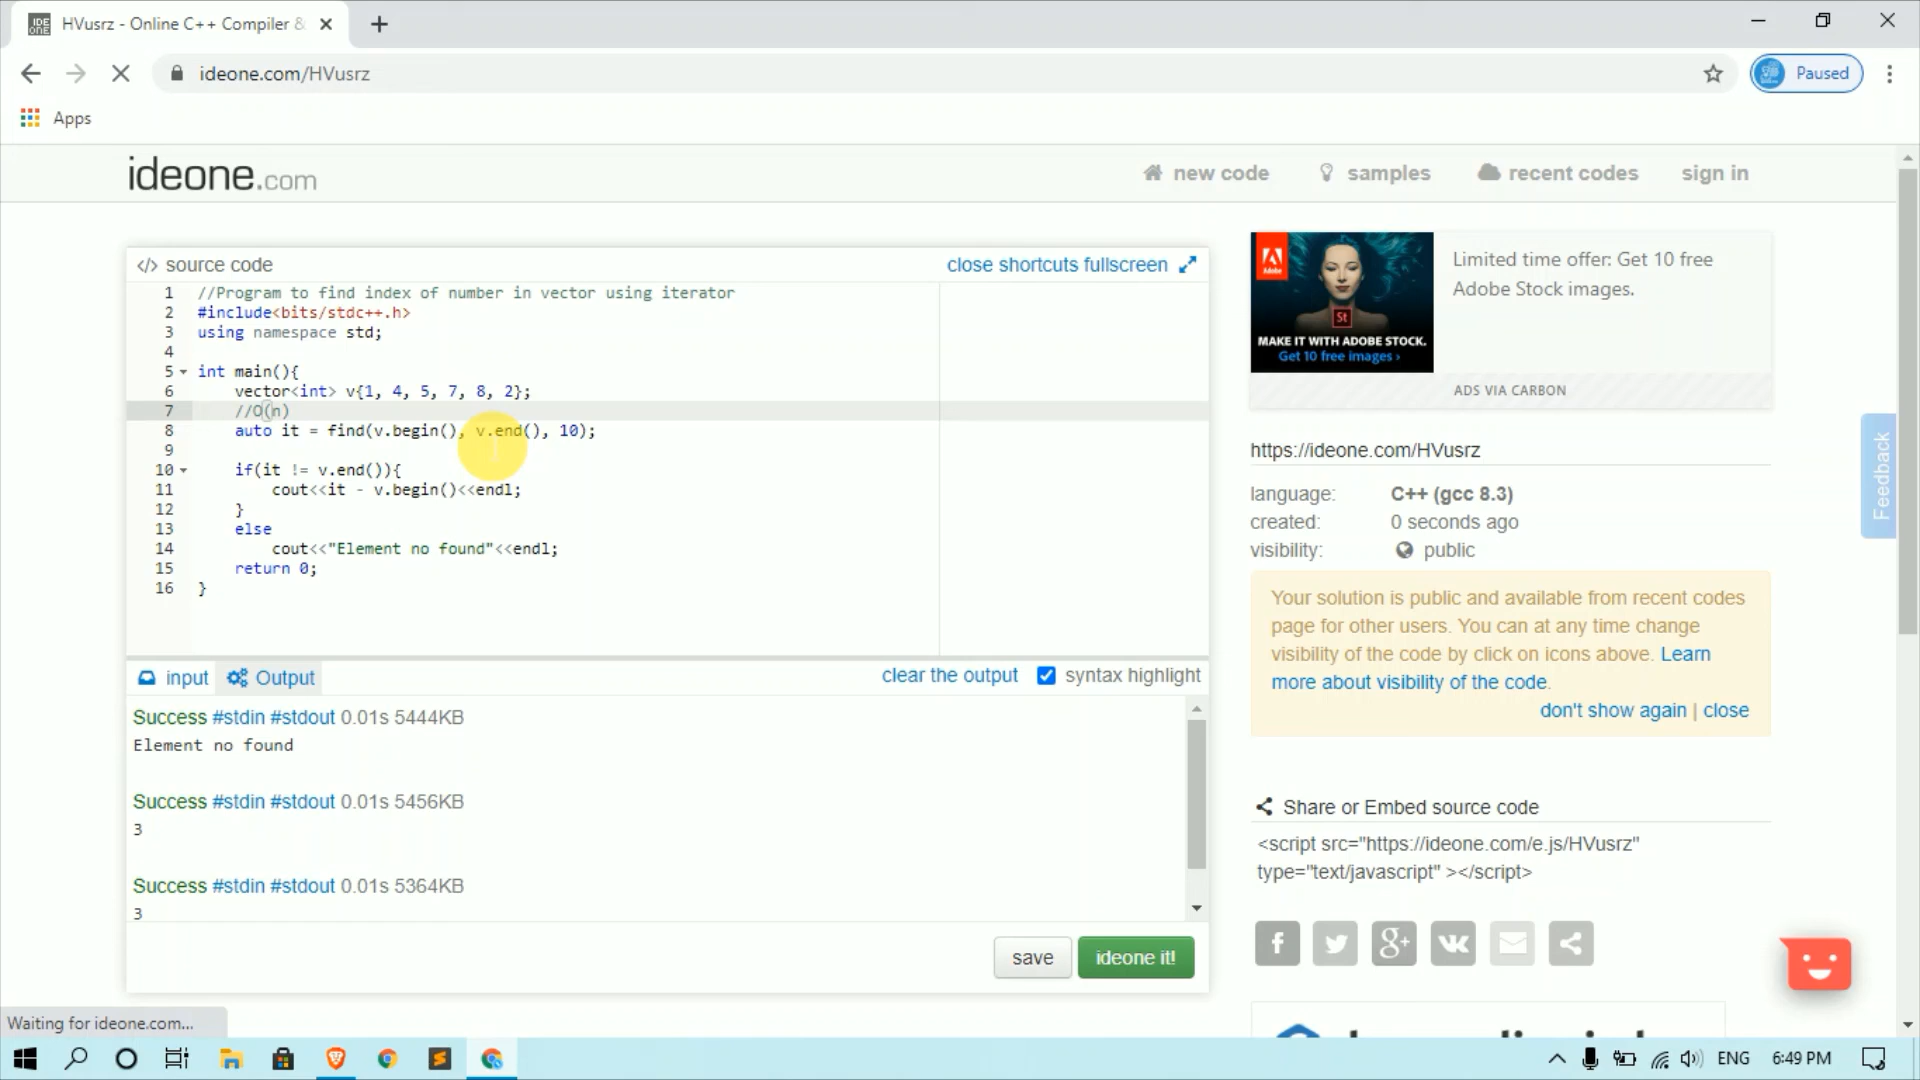 HVusrz - Online C++ Compiler &
ideone.com/HVusrz
Paused
Apps
ideone.com
new code
samples
recent codes
sign in
</> source code
close shortcuts fullscreen
1 //Program to find index of number in vector using iterator
2 #include<bits/stdc++.h>
3 using namespace std;
4
5 int main(){
6 vector<int> v{1, 4, 5, 7, 8, 2};
7 //O(n)
8 auto it = find(v.begin(), v.end(), 10);
9
10 if(it != v.end()){
11 cout<<it - v.begin()<<endl;
12 }
13 else
14 cout<<"Element no found"<<endl;
15 return 0;
16 }
input
Output
clear the output
syntax highlight
Success #stdin #stdout 0.01s 5444KB
Element no found
Success #stdin #stdout 0.01s 5456KB
3
Success #stdin #stdout 0.01s 5364KB
3
save
ideone it!
Adobe
St
MAKE IT WITH ADOBE STOCK.
Get 10 free images ›
Limited time offer: Get 10 free
Adobe Stock images.
ADS VIA CARBON
https://ideone.com/HVusrz
language: C++ (gcc 8.3)
created: 0 seconds ago
visibility: public
Your solution is public and available from recent codes
page for other users. You can at any time change
visibility of the code by click on icons above. Learn
more about visibility of the code.
don't show again | close
Share or Embed source code
<script src="https://ideone.com/e.js/HVusrz"
type="text/javascript" ></script>
Feedback
Waiting for ideone.com...
ENG
6:49 PM